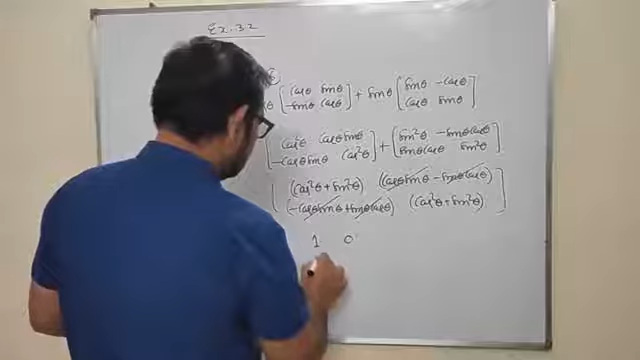 Ex. 3.2
6
θ [ cosθ sinθ ; -sinθ cosθ ] + sinθ [ sinθ -cosθ ; cosθ sinθ ]
[ cos²θ cosθsinθ ; -cosθsinθ cos²θ ] + [ sin²θ -sinθcosθ ; sinθcosθ sin²θ ]
[ (cos²θ+sin²θ) (cosθsinθ-sinθcosθ) ; (-cosθsinθ+sinθcosθ) (cos²θ+sin²θ) ]
1 0